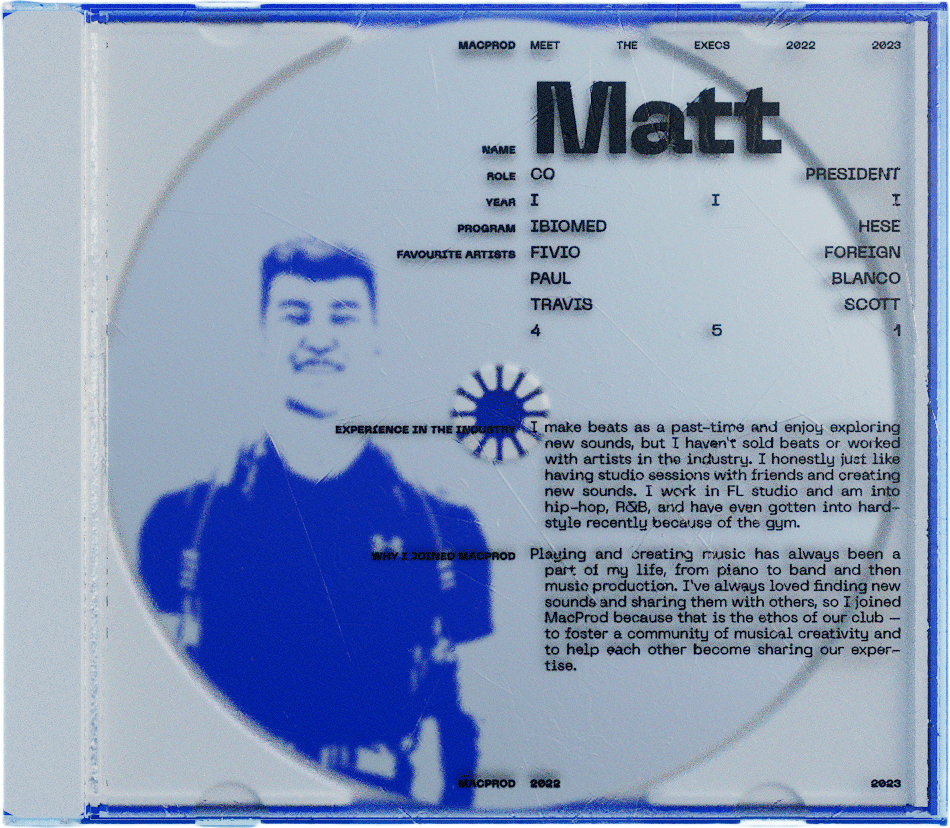 MACPROD MEET THE EXECS 2022 2023
NAME Matt
ROLE CO PRESIDENT
YEAR I I I
PROGRAM IBIOMED HESE
FAVOURITE ARTISTS FIVIO FOREIGN
PAUL BLANCO
TRAVIS SCOTT
4 5 1
EXPERIENCE IN THE INDUSTRY I make beats as a past-time and enjoy exploring
new sounds, but I haven't sold beats or worked
with artists in the industry. I honestly just like
having studio sessions with friends and creating
new sounds. I work in FL studio and am into
hip-hop, R&B, and have even gotten into hard-
style recently because of the gym.
WHY I JOINED MACPROD Playing and creating music has always been a
part of my life, from piano to band and then
music production. I've always loved finding new
sounds and sharing them with others, so I joined
MacProd because that is the ethos of our club —
to foster a community of musical creativity and
to help each other become sharing our exper-
tise.
MACPROD 2022 2023